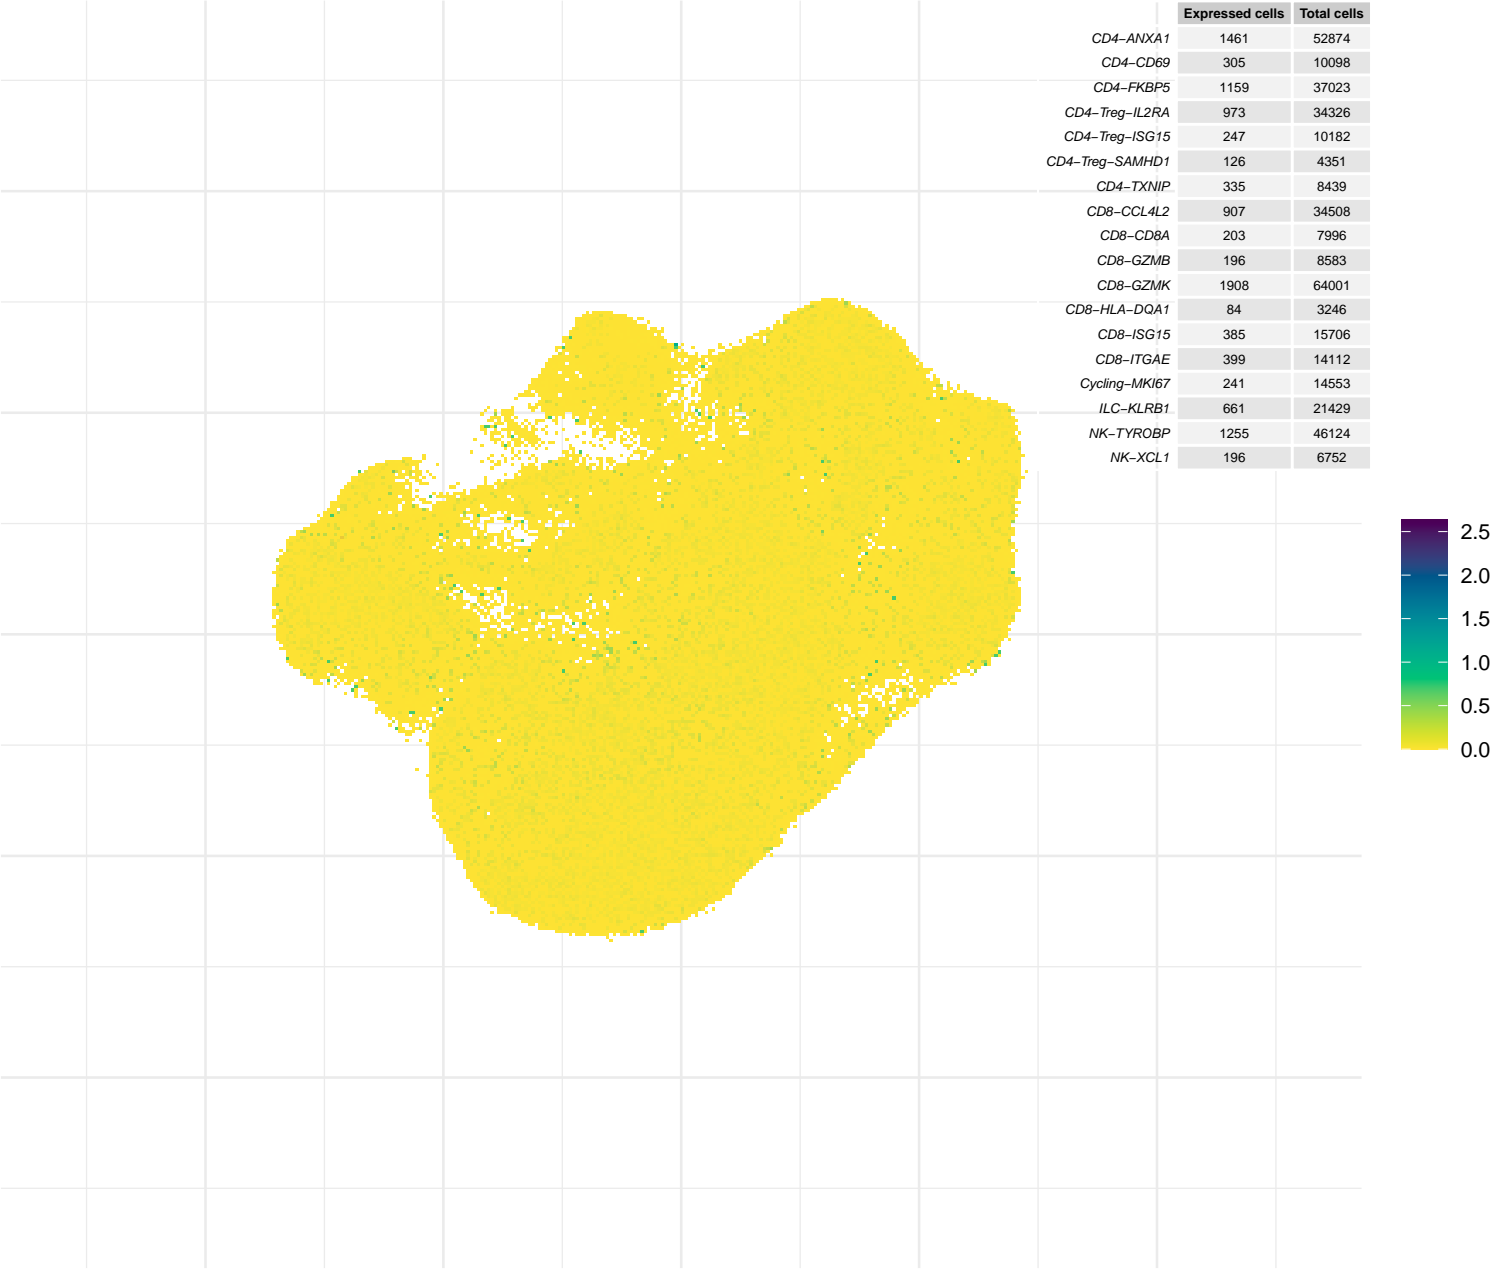 Expressed cells Total cells
CD4−ANXA1 1461 52874
CD4−CD69 305 10098
CD4−FKBP5 1159 37023
CD4−Treg−IL2RA 973 34326
CD4−Treg−ISG15 247 10182
CD4−Treg−SAMHD1 126 4351
CD4−TXNIP 335 8439
CD8−CCL4L2 907 34508
CD8−CD8A 203 7996
CD8−GZMB 196 8583
CD8−GZMK 1908 64001
CD8−HLA−DQA1 84 3246
CD8−ISG15 385 15706
CD8−ITGAE 399 14112
Cycling−MKI67 241 14553
ILC−KLRB1 661 21429
NK−TYROBP 1255 46124
NK−XCL1 196 6752
2.5
2.0
1.5
1.0
0.5
0.0